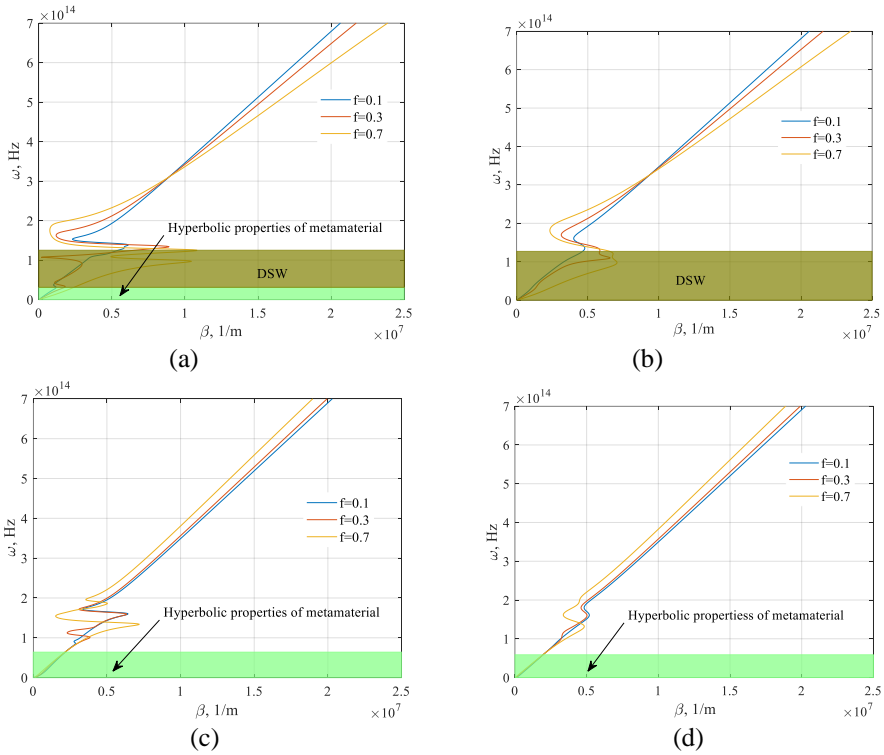 ×10^14
7
6
5
4
3
2
1
0
ω, Hz
f=0.1
f=0.3
f=0.7
Hyperbolic properties of metamaterial
DSW
0 0.5 1 1.5 2 2.5
β, 1/m
×10^7
(a)
×10^14
7
6
5
4
3
2
1
0
ω, Hz
f=0.1
f=0.3
f=0.7
DSW
0 0.5 1 1.5 2 2.5
β, 1/m
×10^7
(b)
×10^14
7
6
5
4
3
2
1
0
ω, Hz
f=0.1
f=0.3
f=0.7
Hyperbolic properties of metamaterial
0 0.5 1 1.5 2 2.5
β, 1/m
×10^7
(c)
×10^14
7
6
5
4
3
2
1
0
ω, Hz
f=0.1
f=0.3
f=0.7
Hyperbolic propertiess of metamaterial
0 0.5 1 1.5 2 2.5
β, 1/m
×10^7
(d)